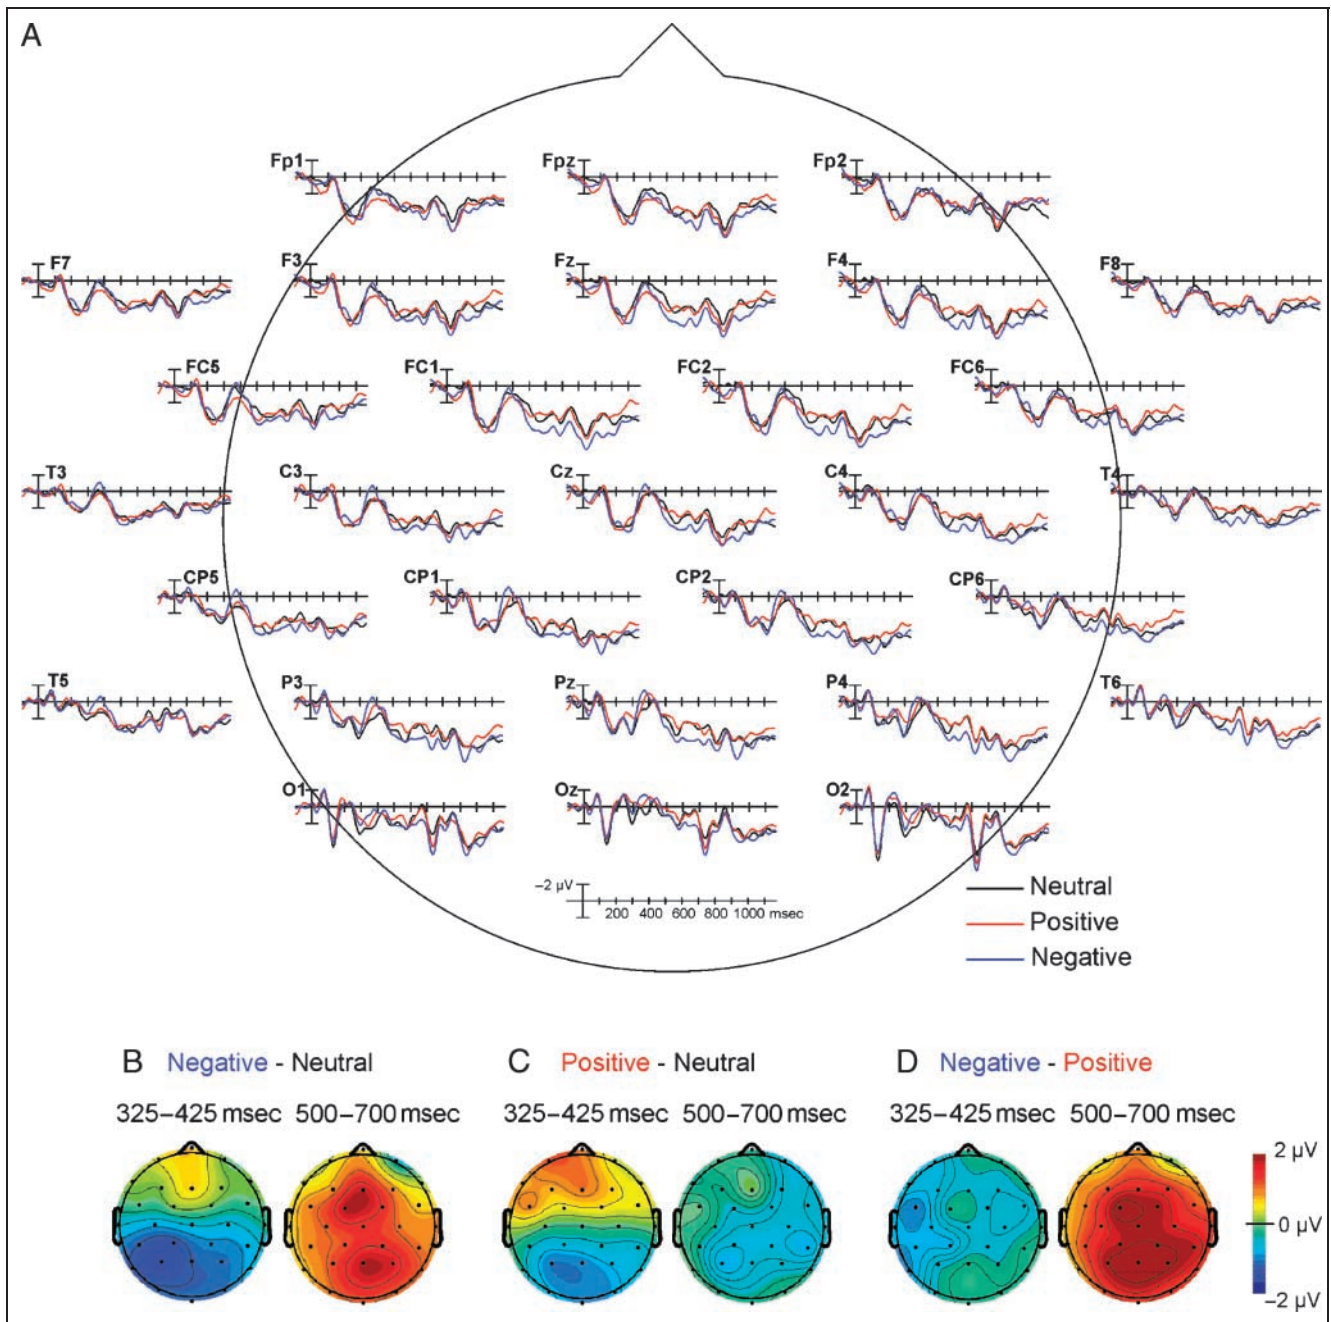 A
Fp1 Fpz Fp2
F7 F3 Fz F4 F8
FC5 FC1 FC2 FC6
T3 C3 Cz C4 T4
CP5 CP1 CP2 CP6
T5 P3 Pz P4 T6
O1 Oz O2
–2 µV
200 400 600 800 1000 msec
Neutral
Positive
Negative
B Negative - Neutral C Positive - Neutral D Negative - Positive
325–425 msec 500–700 msec 325–425 msec 500–700 msec 325–425 msec 500–700 msec
2 µV
0 µV
–2 µV